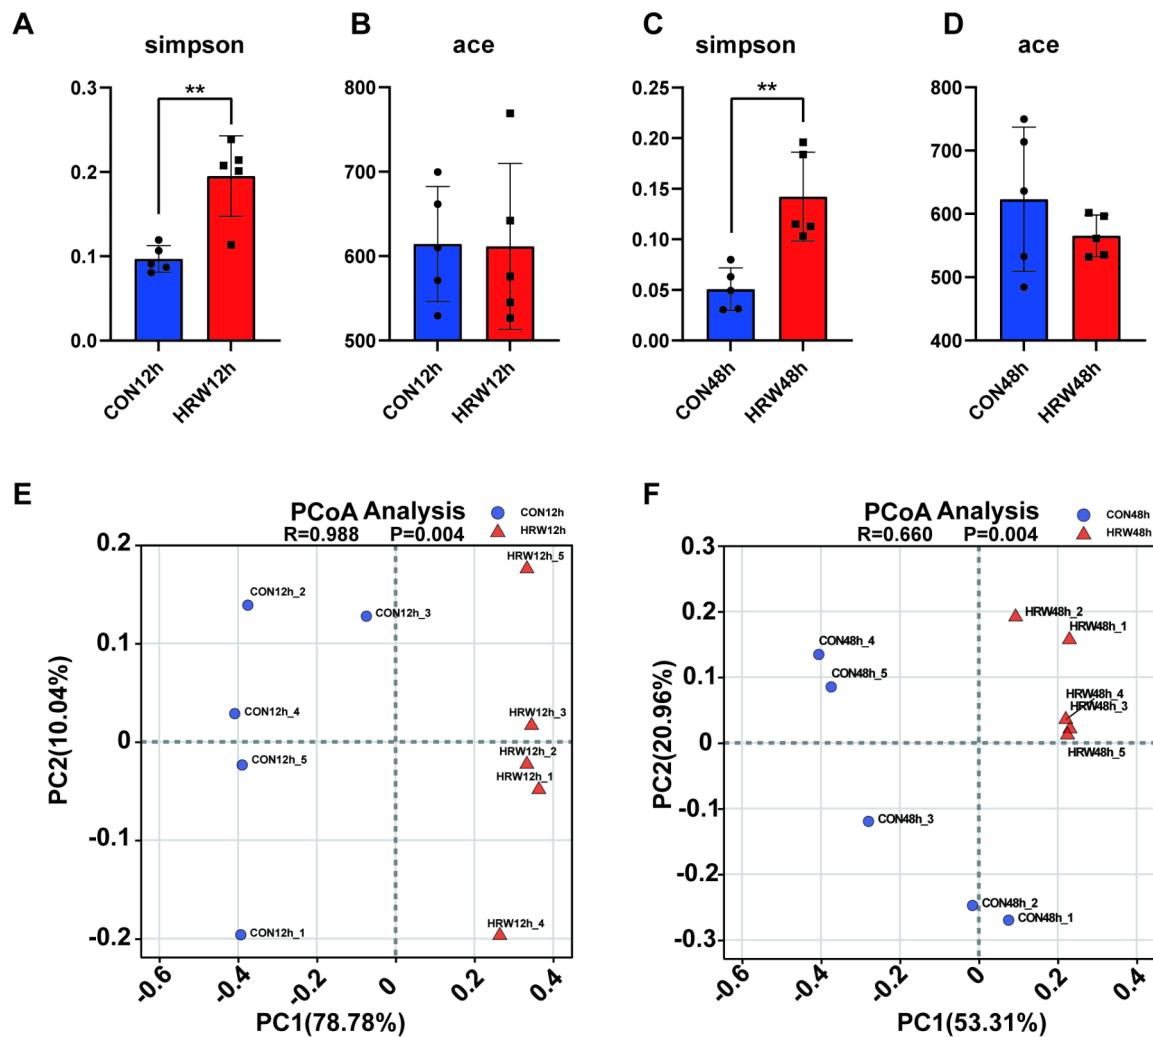 A
simpson
**
0.3
0.2
0.1
0.0
CON12h
HRW12h
B
ace
800
700
600
500
CON12h
HRW12h
C
simpson
**
0.25
0.20
0.15
0.10
0.05
0.00
CON48h
HRW48h
D
ace
800
700
600
500
400
CON48h
HRW48h
E
PCoA Analysis
R=0.988 P=0.004
CON12h
HRW12h
0.2
0.1
0
-0.1
-0.2
PC2(10.04%)
HRW12h_5
CON12h_2
CON12h_3
CON12h_4
HRW12h_3
CON12h_5
HRW12h_2
HRW12h_1
HRW12h_4
CON12h_1
-0.6
-0.4
-0.2
0
0.2
0.4
PC1(78.78%)
F
PCoA Analysis
R=0.660 P=0.004
CON48h
HRW48h
0.3
0.2
0.1
0
-0.1
-0.2
-0.3
PC2(20.96%)
HRW48h_2
HRW48h_1
CON48h_4
CON48h_5
HRW48h_4
HRW48h_3
HRW48h_5
CON48h_3
CON48h_2
CON48h_1
-0.6
-0.4
-0.2
0
0.2
0.4
PC1(53.31%)